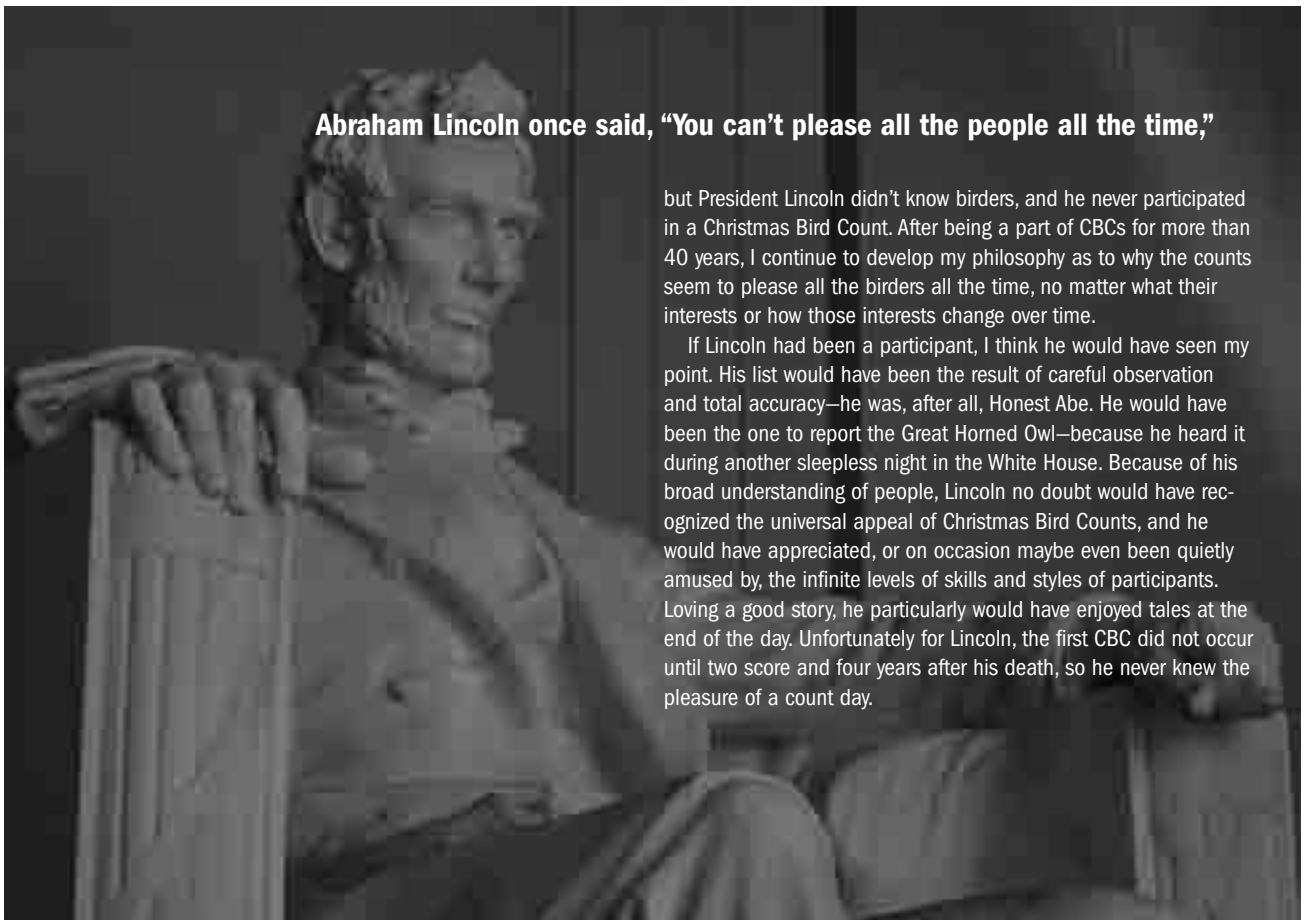 Abraham Lincoln once said, “You can’t please all the people all the time,”
but President Lincoln didn’t know birders, and he never participated
in a Christmas Bird Count. After being a part of CBCs for more than
40 years, I continue to develop my philosophy as to why the counts
seem to please all the birders all the time, no matter what their
interests or how those interests change over time.
If Lincoln had been a participant, I think he would have seen my
point. His list would have been the result of careful observation
and total accuracy—he was, after all, Honest Abe. He would have
been the one to report the Great Horned Owl—because he heard it
during another sleepless night in the White House. Because of his
broad understanding of people, Lincoln no doubt would have rec-
ognized the universal appeal of Christmas Bird Counts, and he
would have appreciated, or on occasion maybe even been quietly
amused by, the infinite levels of skills and styles of participants.
Loving a good story, he particularly would have enjoyed tales at the
end of the day. Unfortunately for Lincoln, the first CBC did not occur
until two score and four years after his death, so he never knew the
pleasure of a count day.